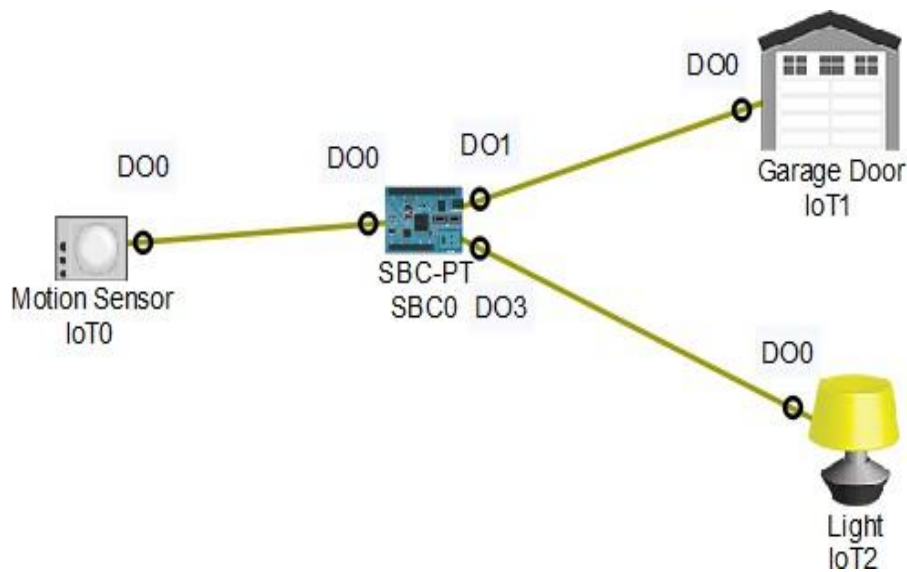 DO0
Garage Door
IoT1
DO0
DO0
DO1
Motion Sensor
IoT0
SBC-PT
SBC0
DO3
DO0
Light
IoT2